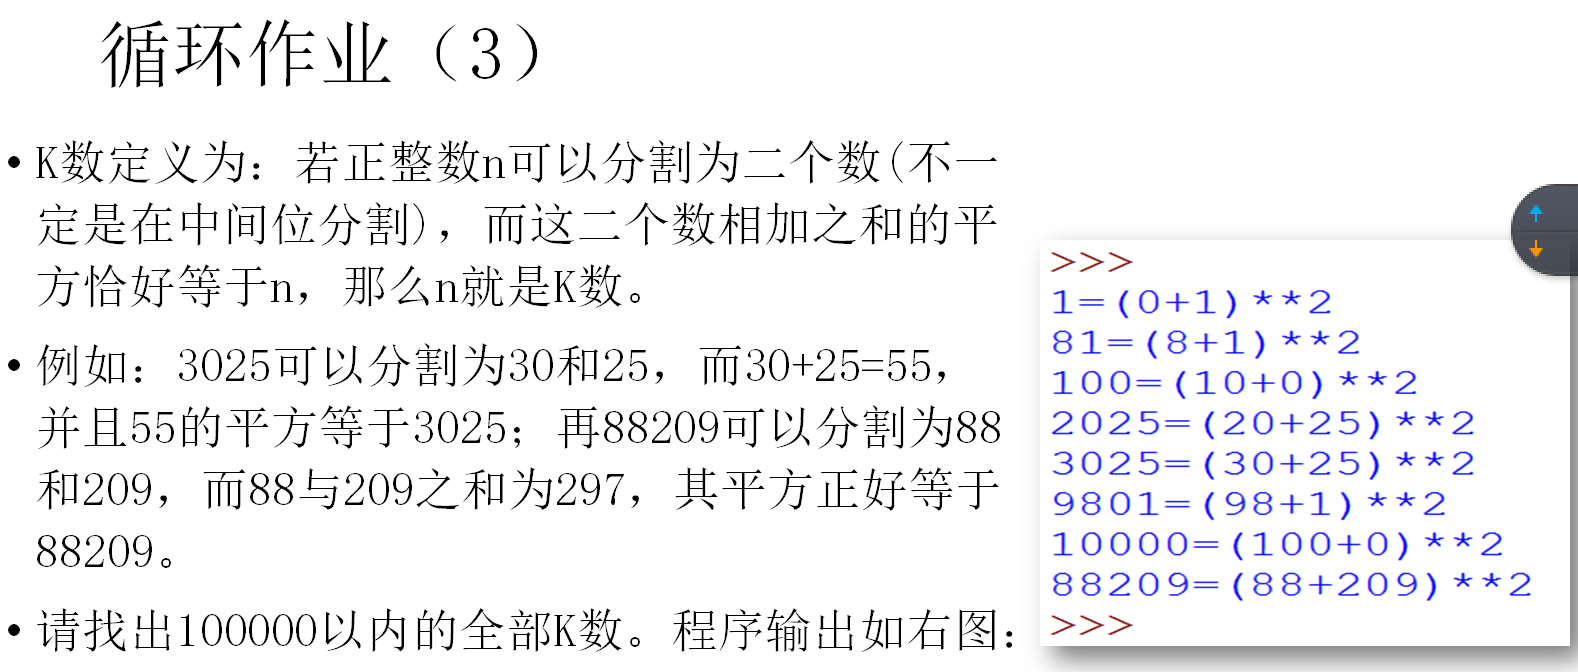 循环作业（3）
•K数定义为：若正整数n可以分割为二个数(不一
定是在中间位分割)，而这二个数相加之和的平
方恰好等于n，那么n就是K数。
•例如：3025可以分割为30和25，而30+25=55，
并且55的平方等于3025；再88209可以分割为88
和209，而88与209之和为297，其平方正好等于
88209。
•请找出100000以内的全部K数。程序输出如右图：
>>>
1=(0+1)**2
81=(8+1)**2
100=(10+0)**2
2025=(20+25)**2
3025=(30+25)**2
9801=(98+1)**2
10000=(100+0)**2
88209=(88+209)**2
>>>